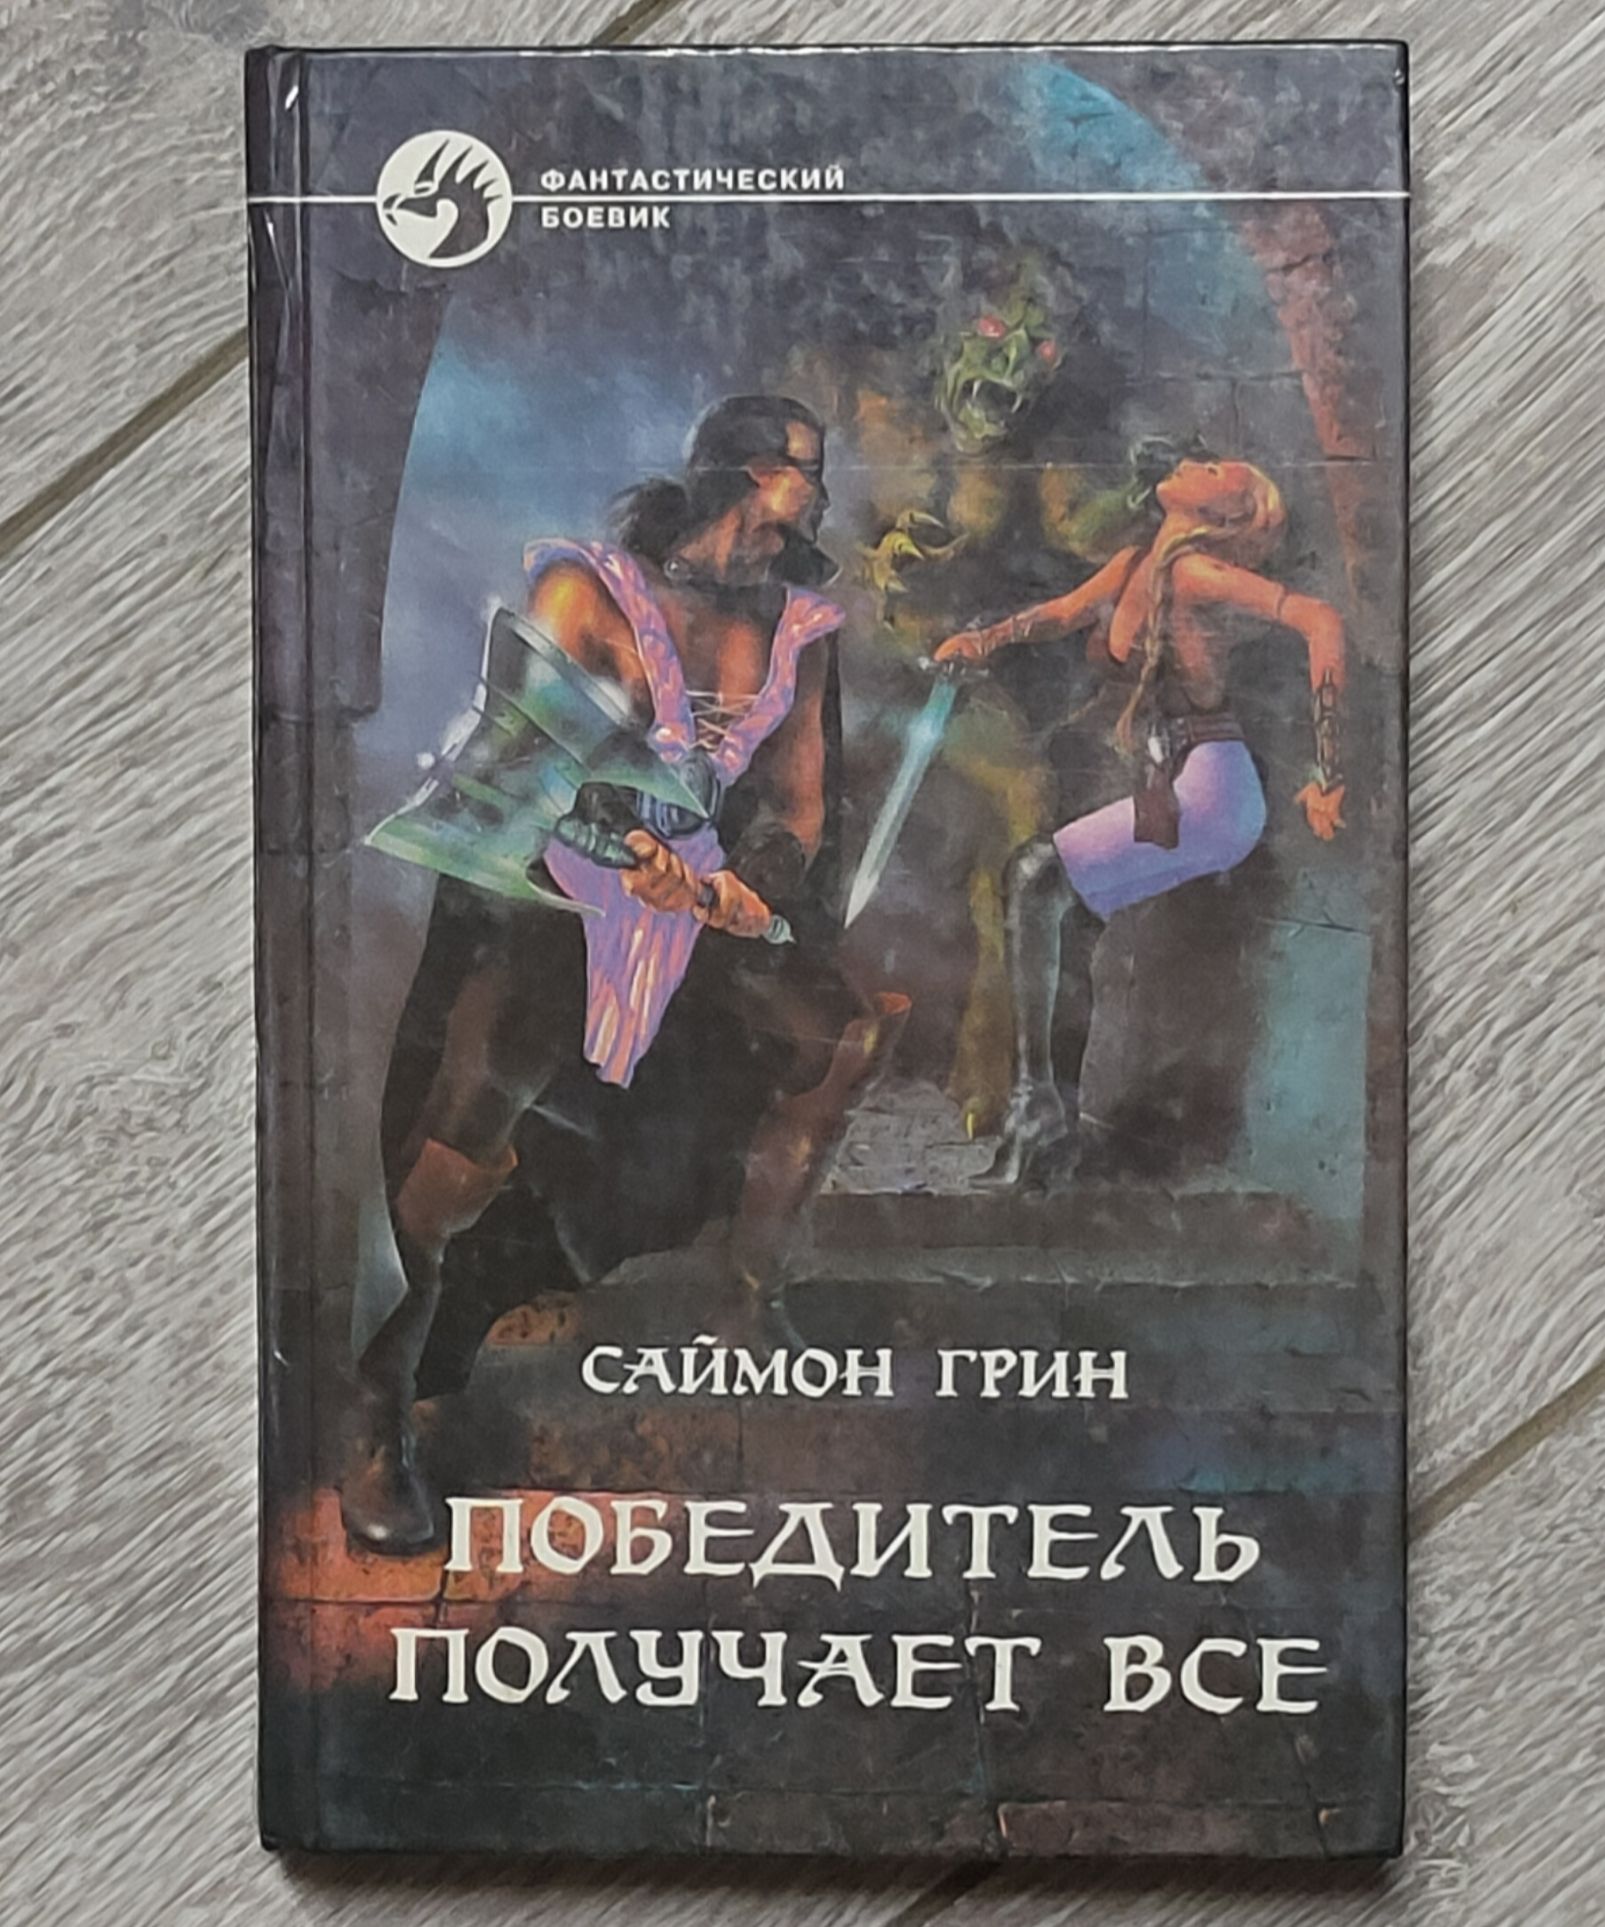 ФАНТАСТИЧЕСКИЙ
БОЕВИК
САЙМОН ГРИН
ПОБЕДИТЕЛЬ
ПОЛУЧАЕТ ВСЕ